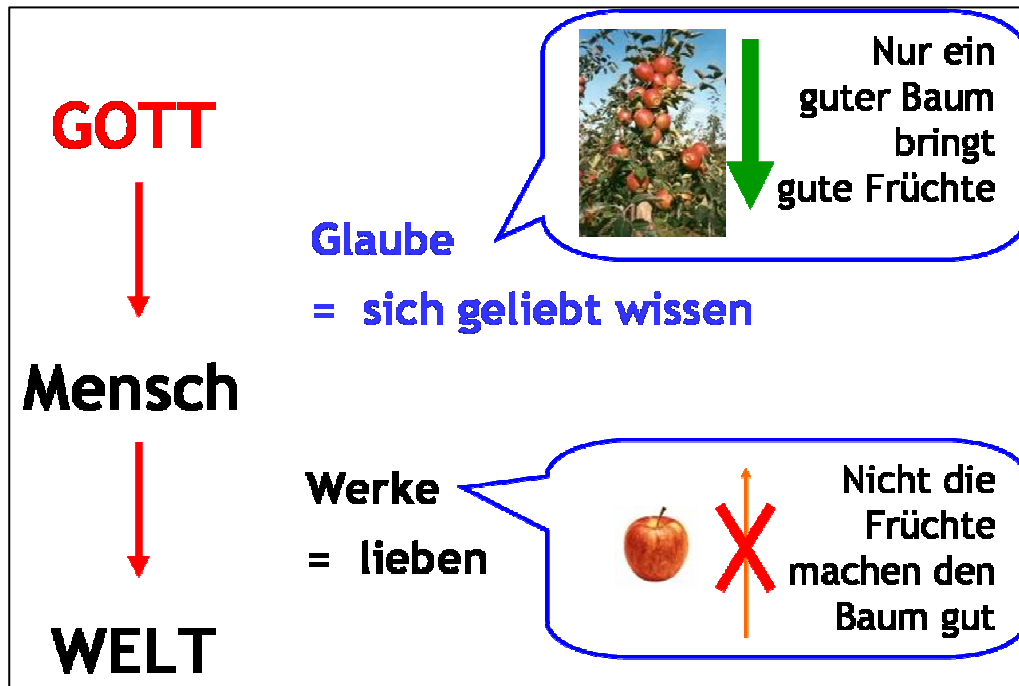 GOTT
Nur ein
guter Baum
bringt
gute Früchte
Glaube
= sich geliebt wissen
Mensch
Werke
= lieben
Nicht die
Früchte
machen den
Baum gut
WELT